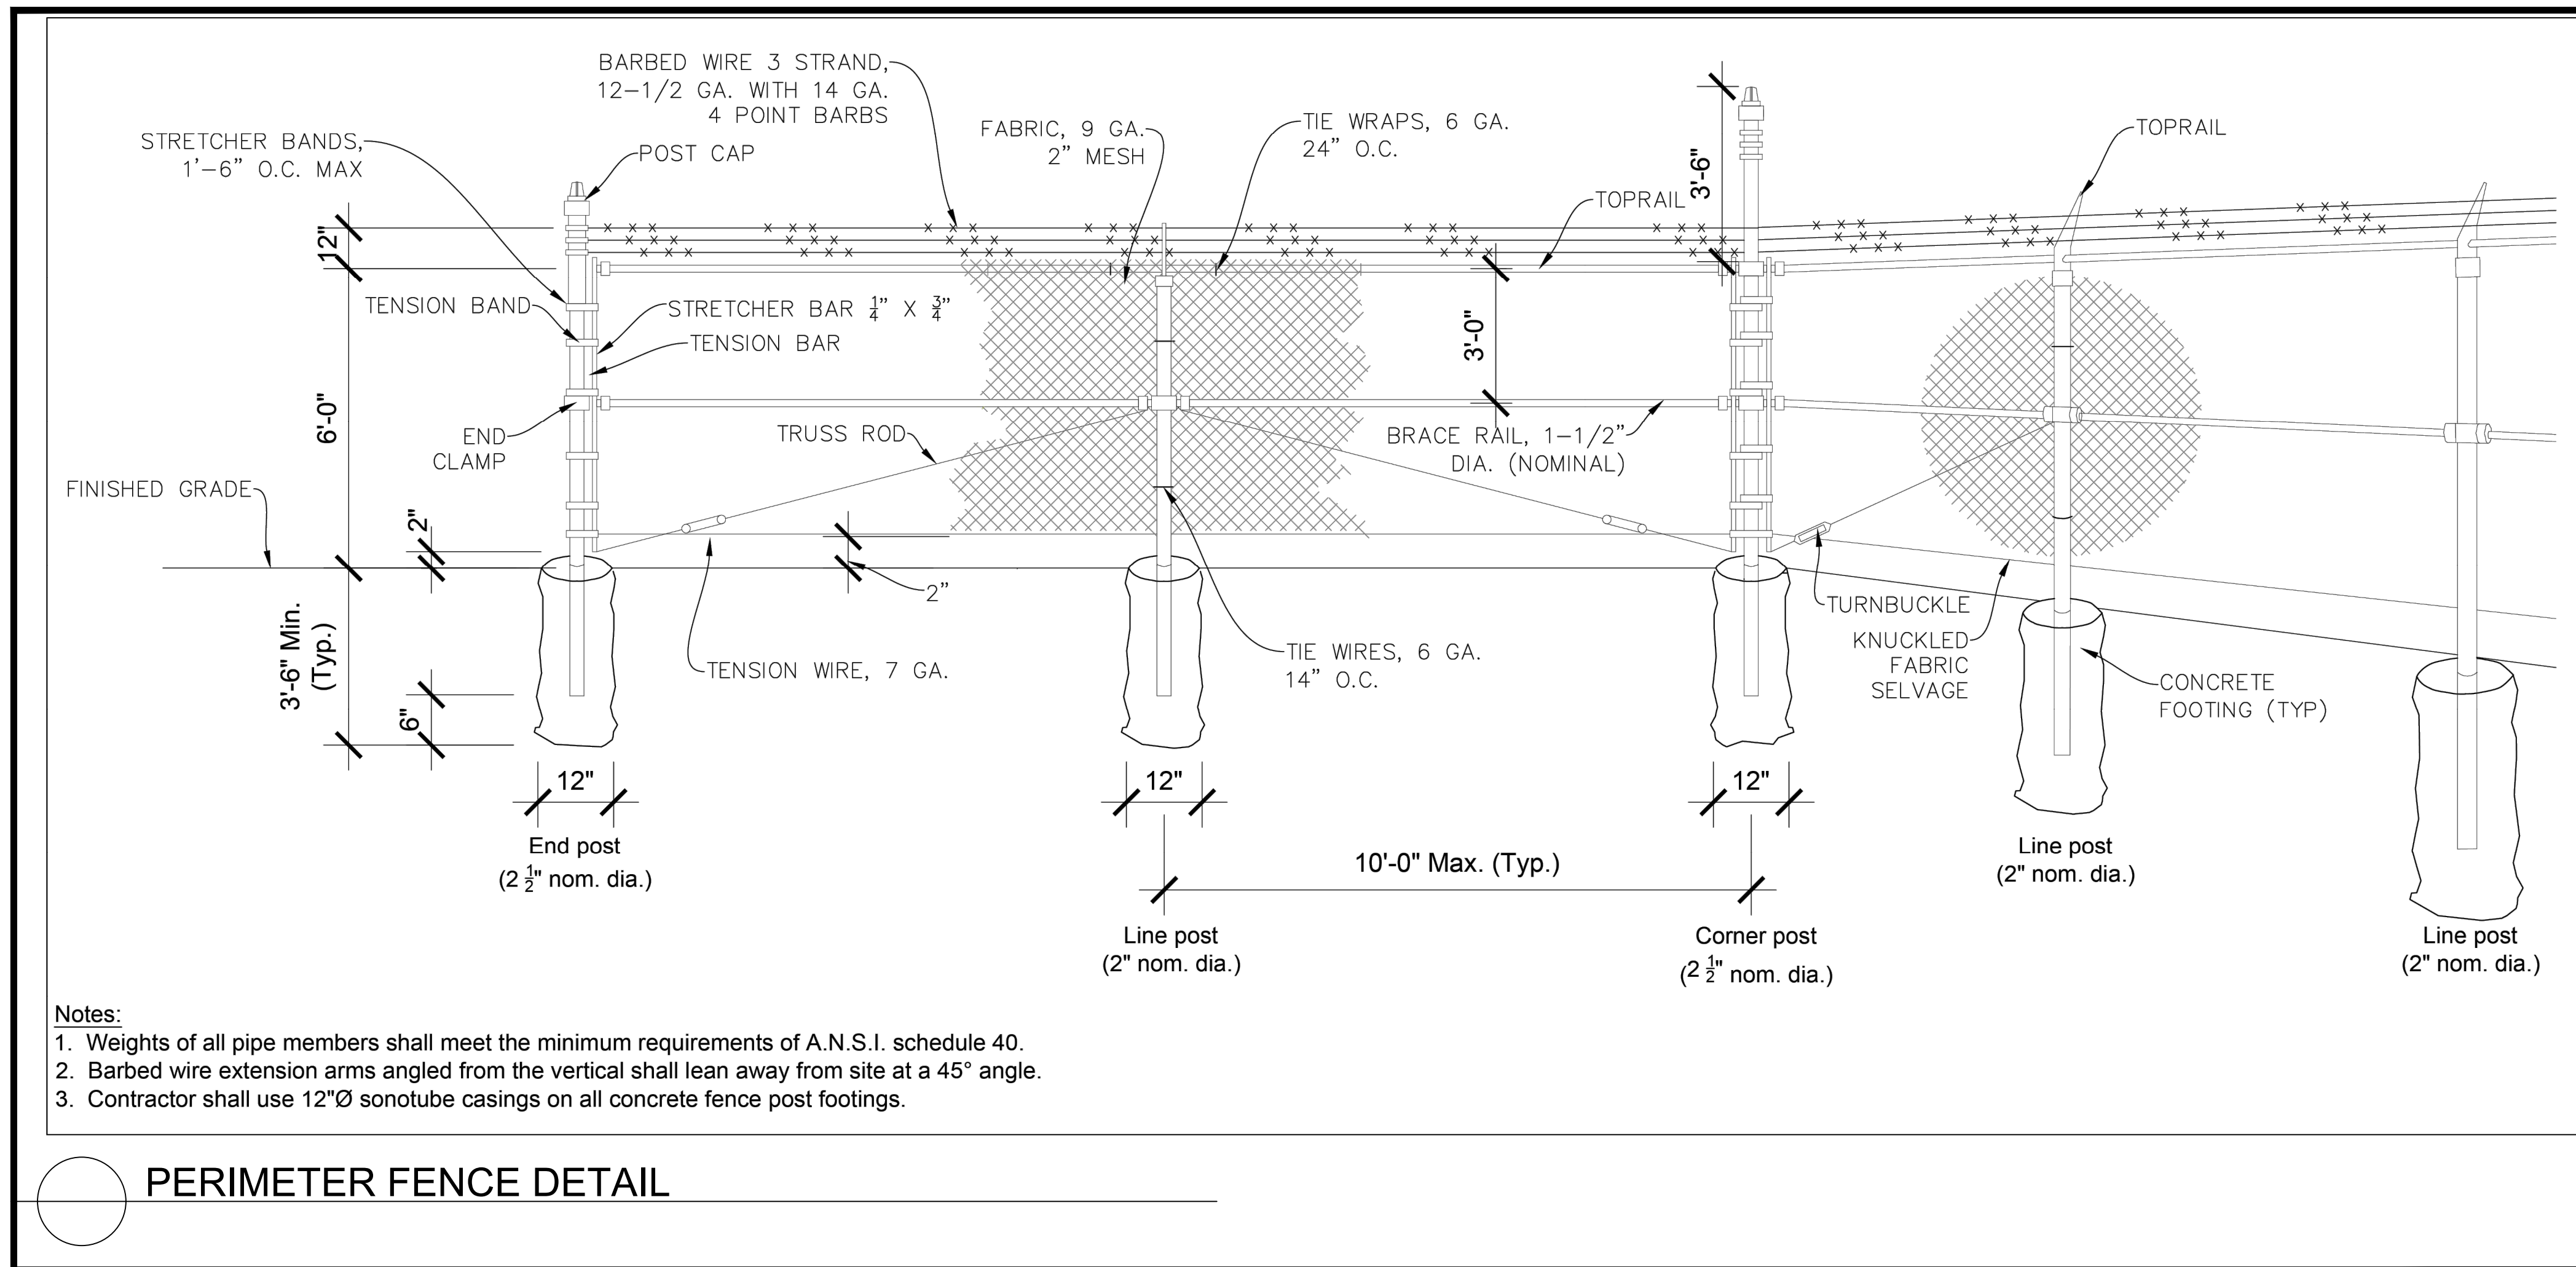 BARBED WIRE 3 STRAND,
12-1/2 GA. WITH 14 GA.
4 POINT BARBS
STRETCHER BANDS,
1'-6" O.C. MAX
POST CAP
FABRIC, 9 GA.
2" MESH
TIE WRAPS, 6 GA.
24" O.C.
TOPRAIL
3'-6"
TOPRAIL
12"
TENSION BAND
STRETCHER BAR 1/4" X 3/4"
TENSION BAR
3'-0"
6'-0"
END
CLAMP
TRUSS ROD
BRACE RAIL, 1-1/2"
DIA. (NOMINAL)
FINISHED GRADE
2"
2"
TURNBUCKLE
KNUCKLED
FABRIC
SELVAGE
3'-6" Min.
(Typ.)
TENSION WIRE, 7 GA.
TIE WIRES, 6 GA.
14" O.C.
CONCRETE
FOOTING (TYP)
6"
12"
12"
12"
End post
(2 1/2" nom. dia.)
10'-0" Max. (Typ.)
Line post
(2" nom. dia.)
Line post
(2" nom. dia.)
Corner post
(2 1/2" nom. dia.)
Line post
(2" nom. dia.)
Notes:
1. Weights of all pipe members shall meet the minimum requirements of A.N.S.I. schedule 40.
2. Barbed wire extension arms angled from the vertical shall lean away from site at a 45° angle.
3. Contractor shall use 12"Ø sonotube casings on all concrete fence post footings.
PERIMETER FENCE DETAIL